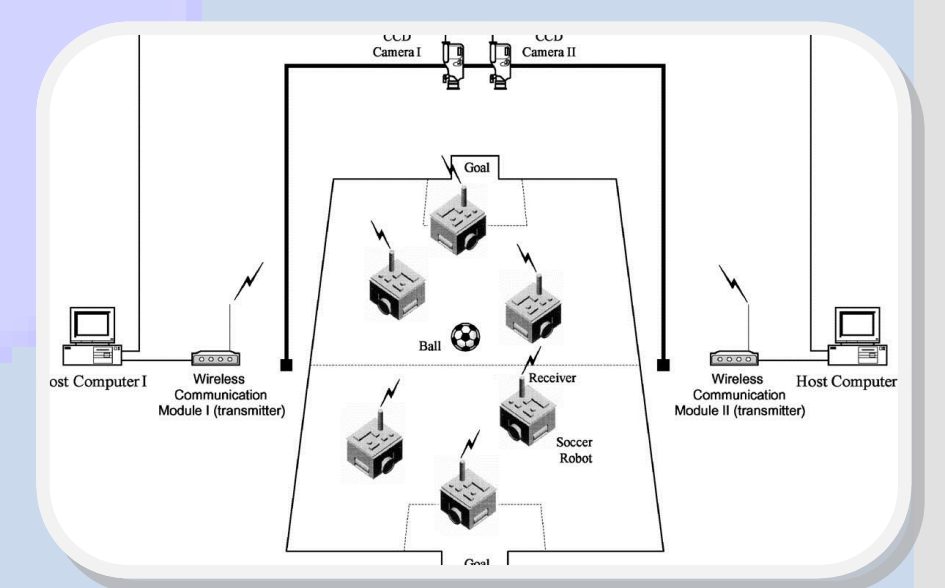 CCD
Camera I
CCD
Camera II
Goal
Ball
Receiver
Soccer
Robot
ost Computer I
Wireless
Communication
Module I (transmitter)
Wireless
Communication
Module II (transmitter)
Host Computer
Goal